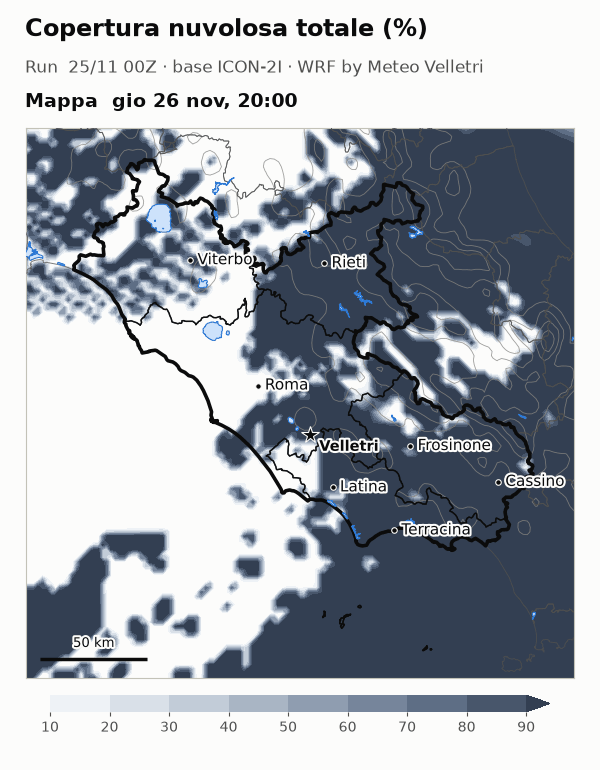 Copertura nuvolosa totale (%)
Run  25/11 00Z · base ICON-2I · WRF by Meteo Velletri
Mappa  gio 26 nov, 20:00
Viterbo
Rieti
Roma
Velletri
Frosinone
Cassino
Latina
Terracina
50 km
10 20 30 40 50 60 70 80 90